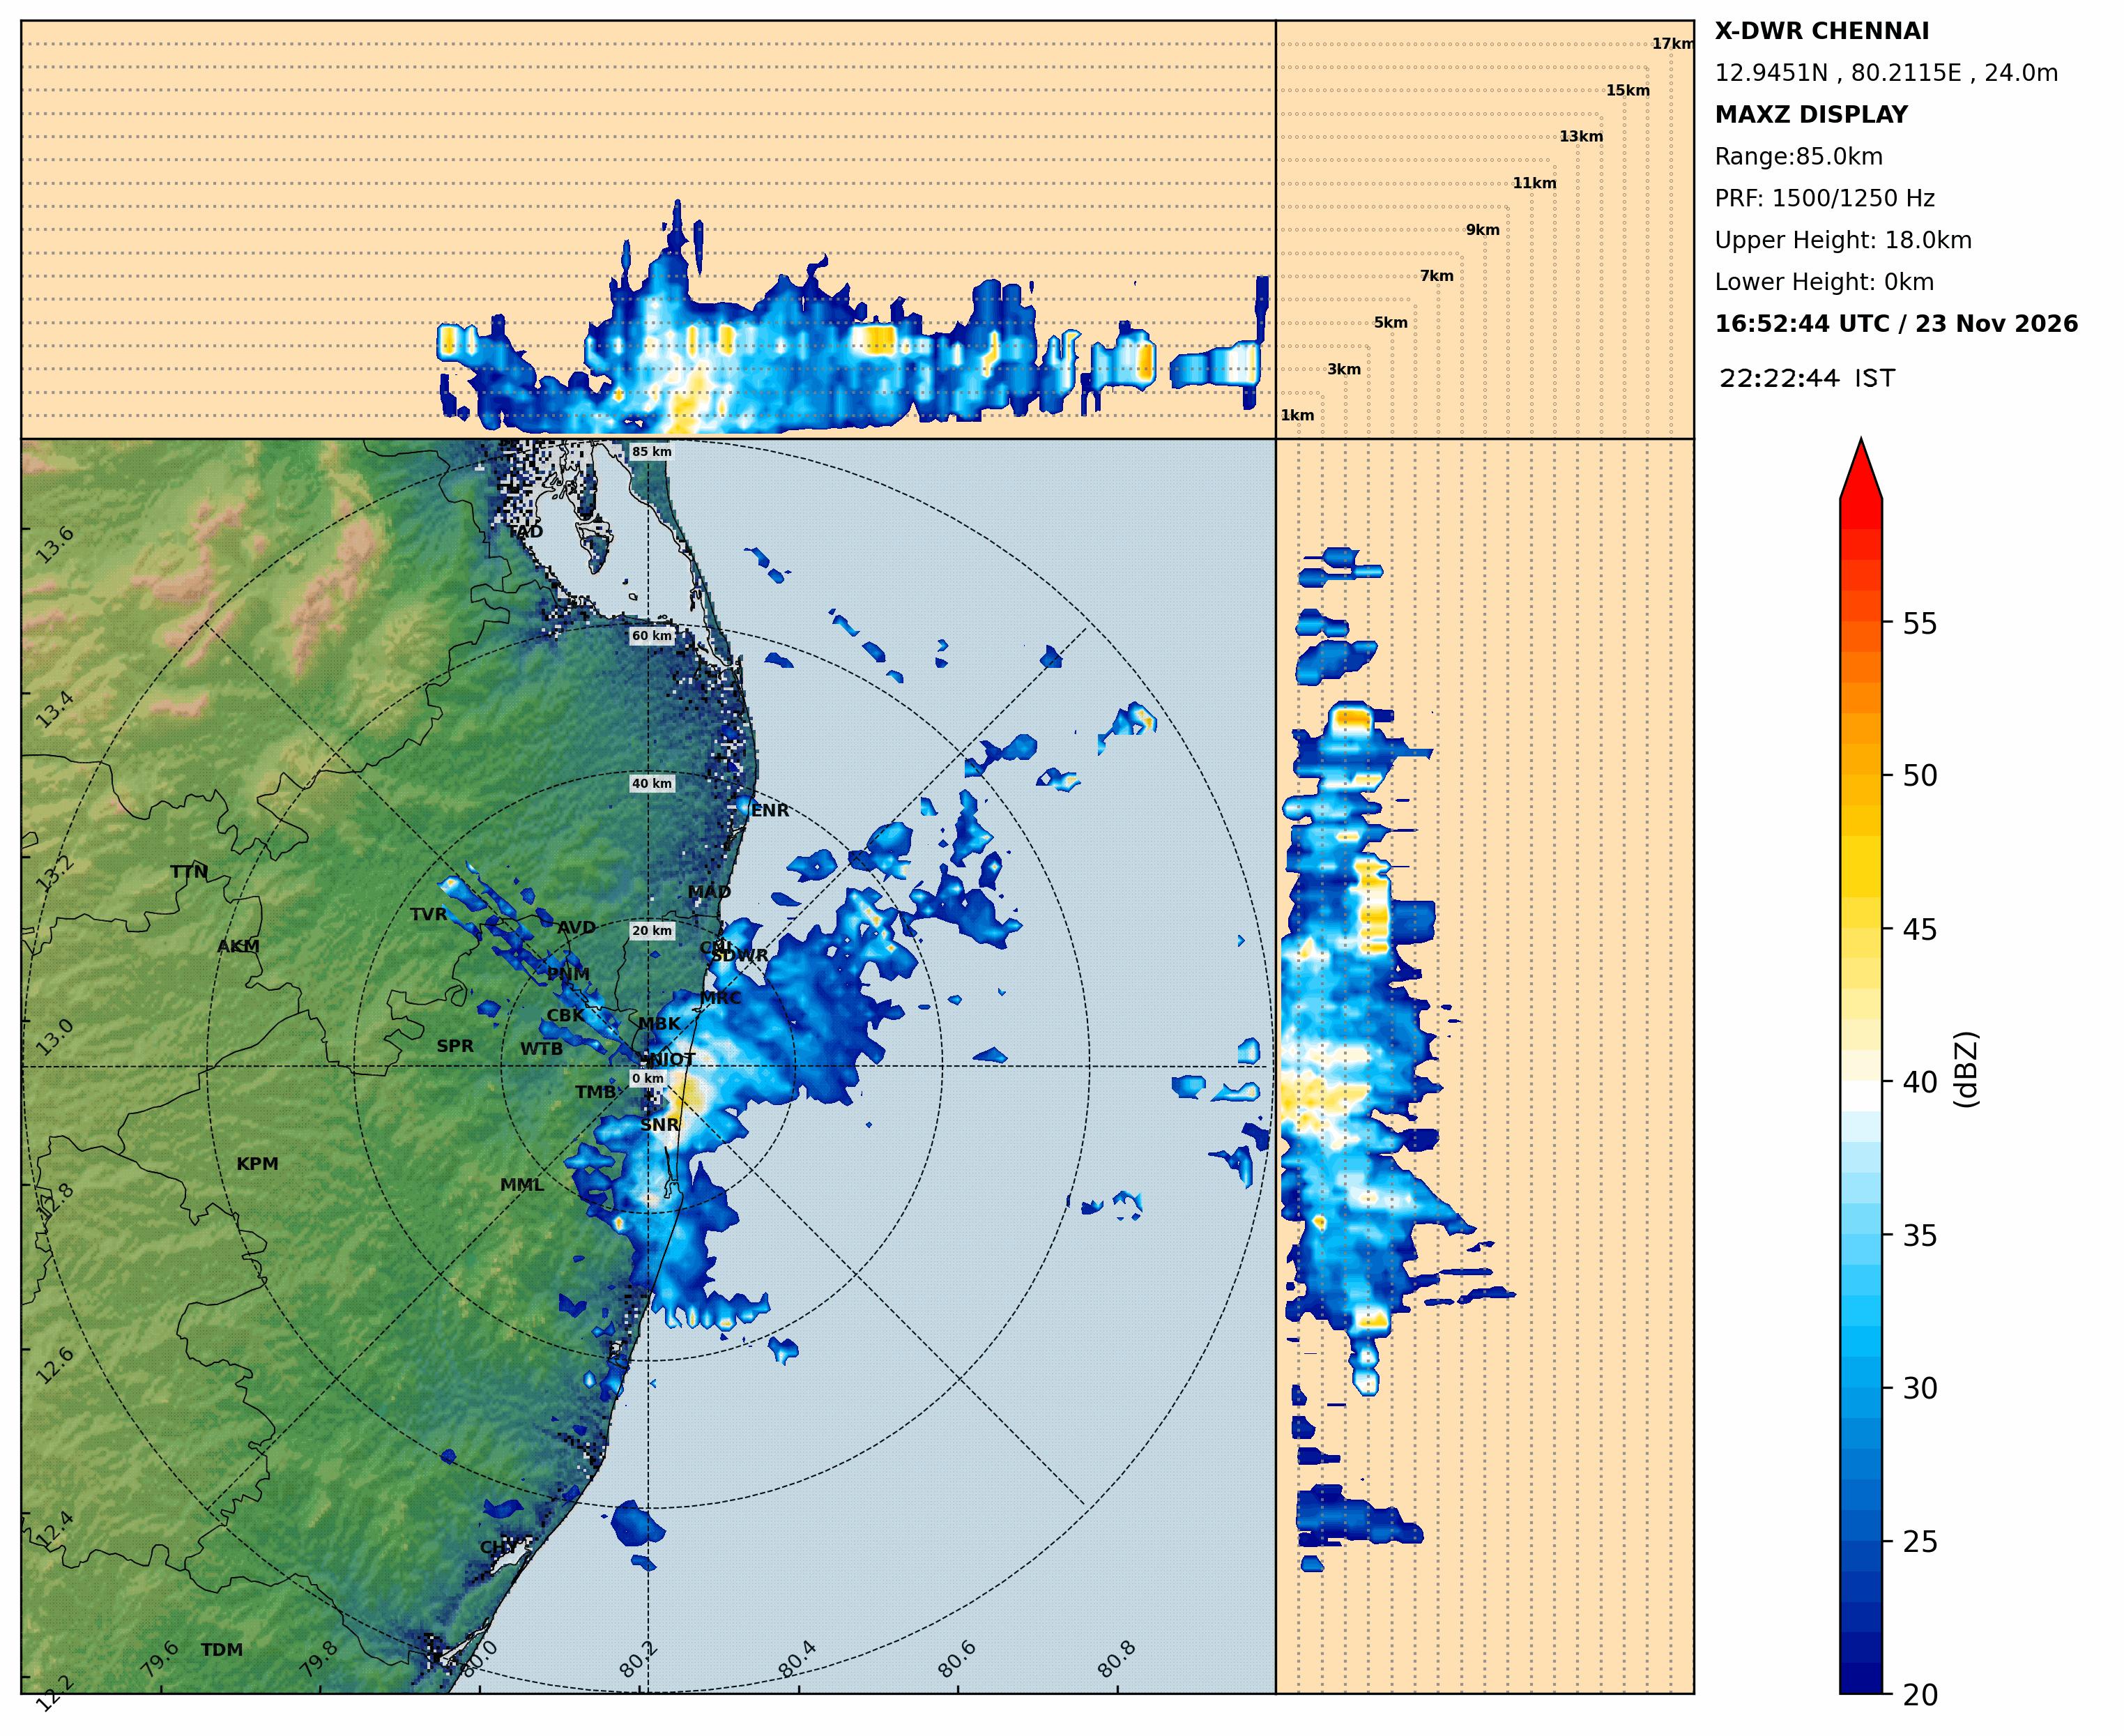 X-DWR CHENNAI
12.9451N , 80.2115E , 24.0m
MAXZ DISPLAY
Range:85.0km
PRF: 1500/1250 Hz
Upper Height: 18.0km
Lower Height: 0km
16:52:44 UTC / 23 Nov 2026
22:22:44 IST
17km
15km
13km
11km
9km
7km
5km
3km
1km
85 km
TAD
13.6
60 km
13.4
40 km
ENR
TTN
13.2
MAD
TVR
AVD
20 km
AKM
CNI
SDWR
PNM
MRC
CBK
MBK
13.0
SPR
WTB
NIOT
0 km
TMB
SNR
KPM
MML
12.8
12.6
12.4
CHY
TDM
12.2
79.6
79.8
80.0
80.2
80.4
80.6
80.8
55
50
45
40
35
30
25
20
(dBZ)